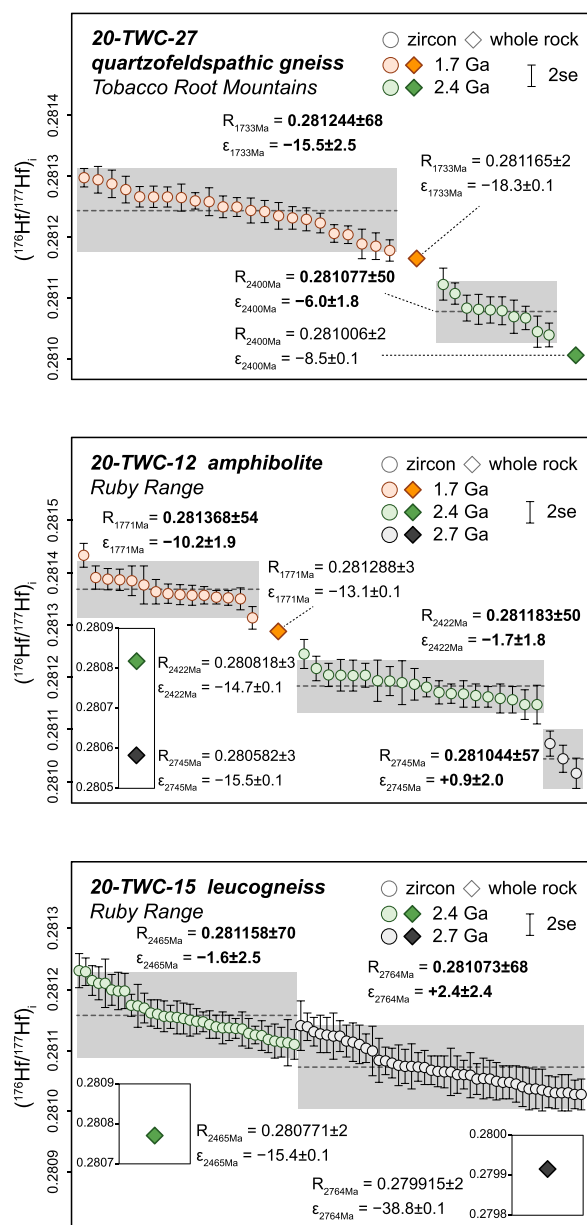 20-TWC-27
quartzofeldspathic gneiss
Tobacco Root Mountains
zircon whole rock
1.7 Ga
2.4 Ga
2se
(¹⁷⁶Hf/¹⁷⁷Hf)ᵢ
0.2815
0.2814
0.2813
0.2812
0.2811
0.2810
R1733Ma = 0.281244±68
ε1733Ma = −15.5±2.5
R1733Ma = 0.281165±2
ε1733Ma = −18.3±0.1
R2400Ma = 0.281077±50
ε2400Ma = −6.0±1.8
R2400Ma = 0.281006±2
ε2400Ma = −8.5±0.1
20-TWC-12 amphibolite
Ruby Range
zircon whole rock
1.7 Ga
2.4 Ga
2.7 Ga
2se
(¹⁷⁶Hf/¹⁷⁷Hf)ᵢ
0.2815
0.2814
0.2813
0.2812
0.2811
0.2810
R1771Ma = 0.281368±54
ε1771Ma = −10.2±1.9
R1771Ma = 0.281288±3
ε1771Ma = −13.1±0.1
R2422Ma = 0.281183±50
ε2422Ma = −1.7±1.8
0.2809
0.2808
0.2807
0.2806
0.2805
R2422Ma = 0.280818±3
ε2422Ma = −14.7±0.1
R2745Ma = 0.280582±3
ε2745Ma = −15.5±0.1
R2745Ma = 0.281044±57
ε2745Ma = +0.9±2.0
20-TWC-15 leucogneiss
Ruby Range
zircon whole rock
2.4 Ga
2.7 Ga
2se
(¹⁷⁶Hf/¹⁷⁷Hf)ᵢ
0.2813
0.2812
0.2811
0.2810
0.2809
R2465Ma = 0.281158±70
ε2465Ma = −1.6±2.5
R2764Ma = 0.281073±68
ε2764Ma = +2.4±2.4
0.2809
0.2808
0.2807
R2465Ma = 0.280771±2
ε2465Ma = −15.4±0.1
R2764Ma = 0.279915±2
ε2764Ma = −38.8±0.1
0.2800
0.2799
0.2798